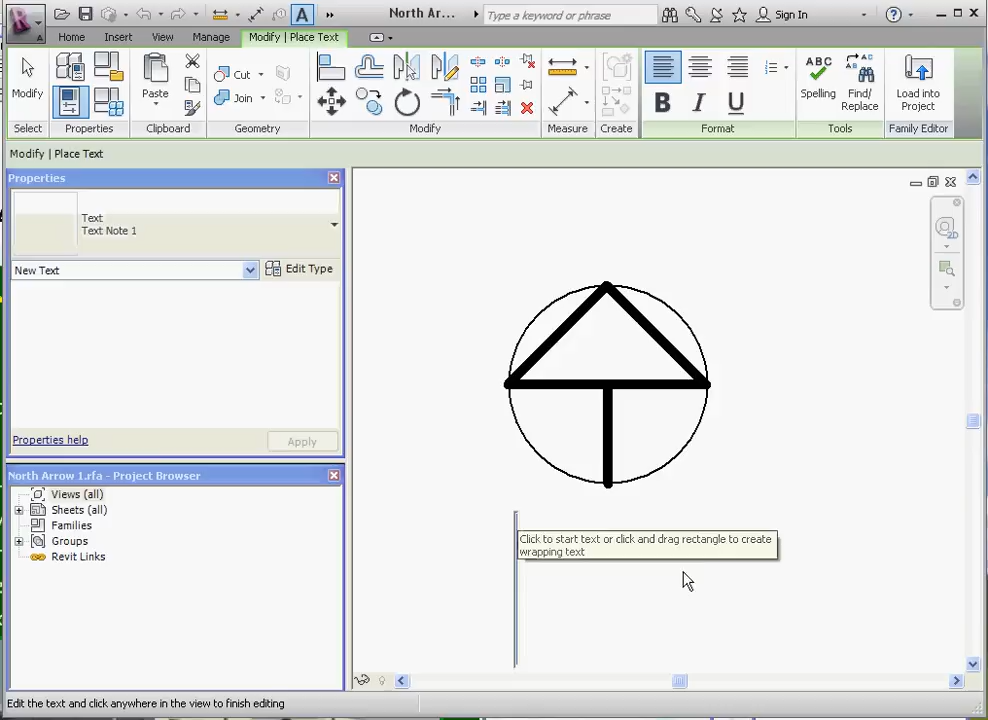 North Ar...
Type a keyword or phrase
Sign In
Home
Insert
View
Manage
Modify | Place Text
Modify
Paste
Cut
Join
ABC
Spelling
Find/
Replace
Load into
Project
Select
Properties
Clipboard
Geometry
Modify
Measure
Create
Format
Tools
Family Editor
Modify | Place Text
Properties
Text
Text Note 1
New Text
Edit Type
Properties help
Apply
North Arrow 1.rfa - Project Browser
Views (all)
Sheets (all)
Families
Groups
Revit Links
Click to start text or click and drag rectangle to create
wrapping text
2D
Edit the text and click anywhere in the view to finish editing